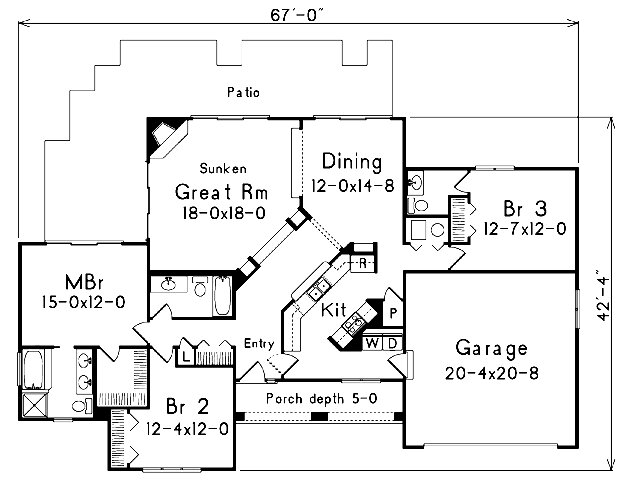 67'-0"
Patio
Sunken
Great Rm
18-0x18-0
Dining
12-0x14-8
Br 3
12-7x12-0
R
MBr
15-0x12-0
Kit
P
42'-4"
Entry
L
W D
Garage
20-4x20-8
Br 2
12-4x12-0
Porch depth 5-0